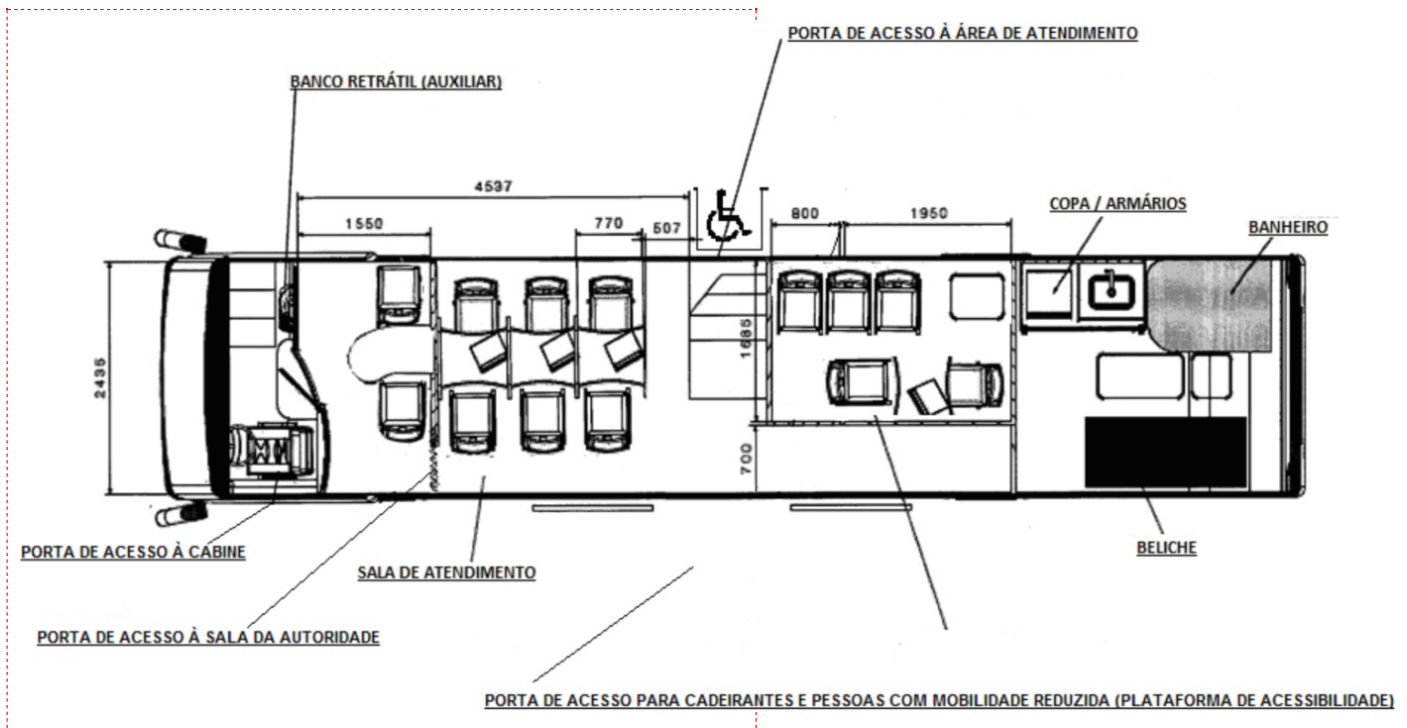 PORTA DE ACESSO À ÁREA DE ATENDIMENTO
BANCO RETRÁTIL (AUXILIAR)
4537
1550
770
507
800
1950
COPA / ARMÁRIOS
BANHEIRO
2435
1685
700
PORTA DE ACESSO À CABINE
SALA DE ATENDIMENTO
BELICHE
PORTA DE ACESSO À SALA DA AUTORIDADE
PORTA DE ACESSO PARA CADEIRANTES E PESSOAS COM MOBILIDADE REDUZIDA (PLATAFORMA DE ACESSIBILIDADE)